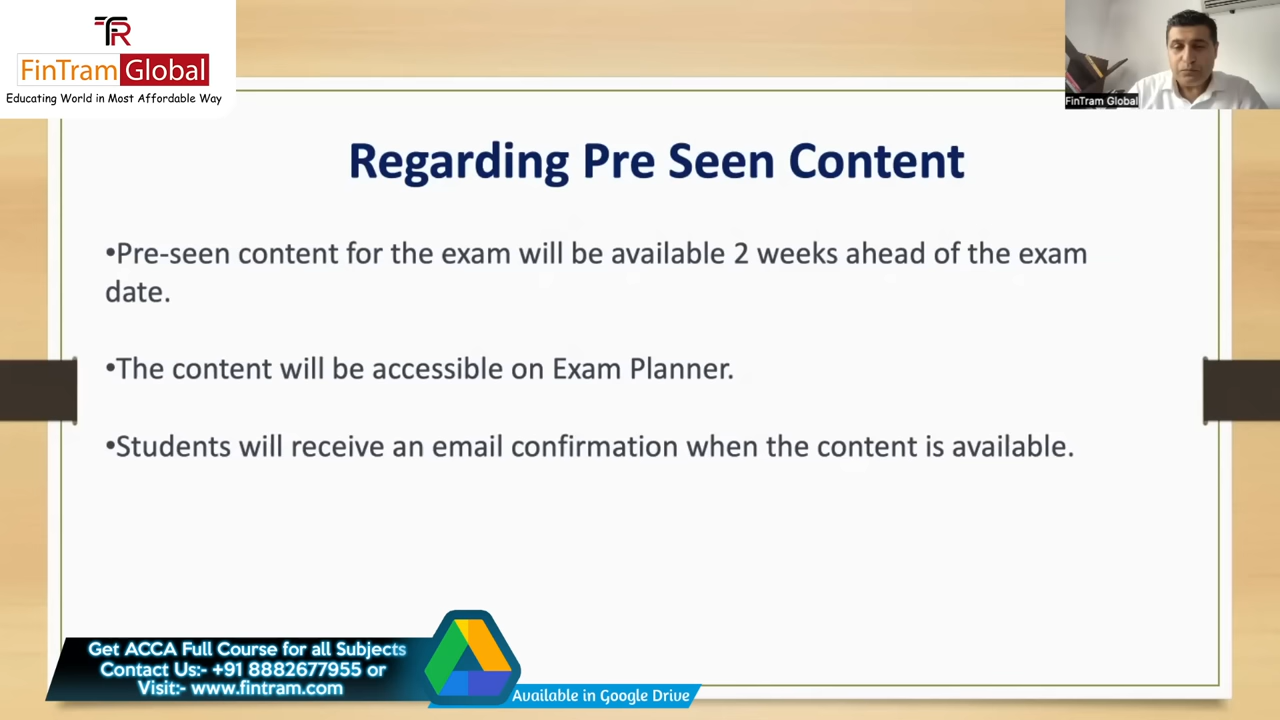 TR
FinTram Global
Educating World in Most Affordable Way
FinTram Global
Regarding Pre Seen Content
•Pre-seen content for the exam will be available 2 weeks ahead of the exam
date.
•The content will be accessible on Exam Planner.
•Students will receive an email confirmation when the content is available.
Get ACCA Full Course for all Subjects
Contact Us:- +91 8882677955 or
Visit:- www.fintram.com
Available in Google Drive